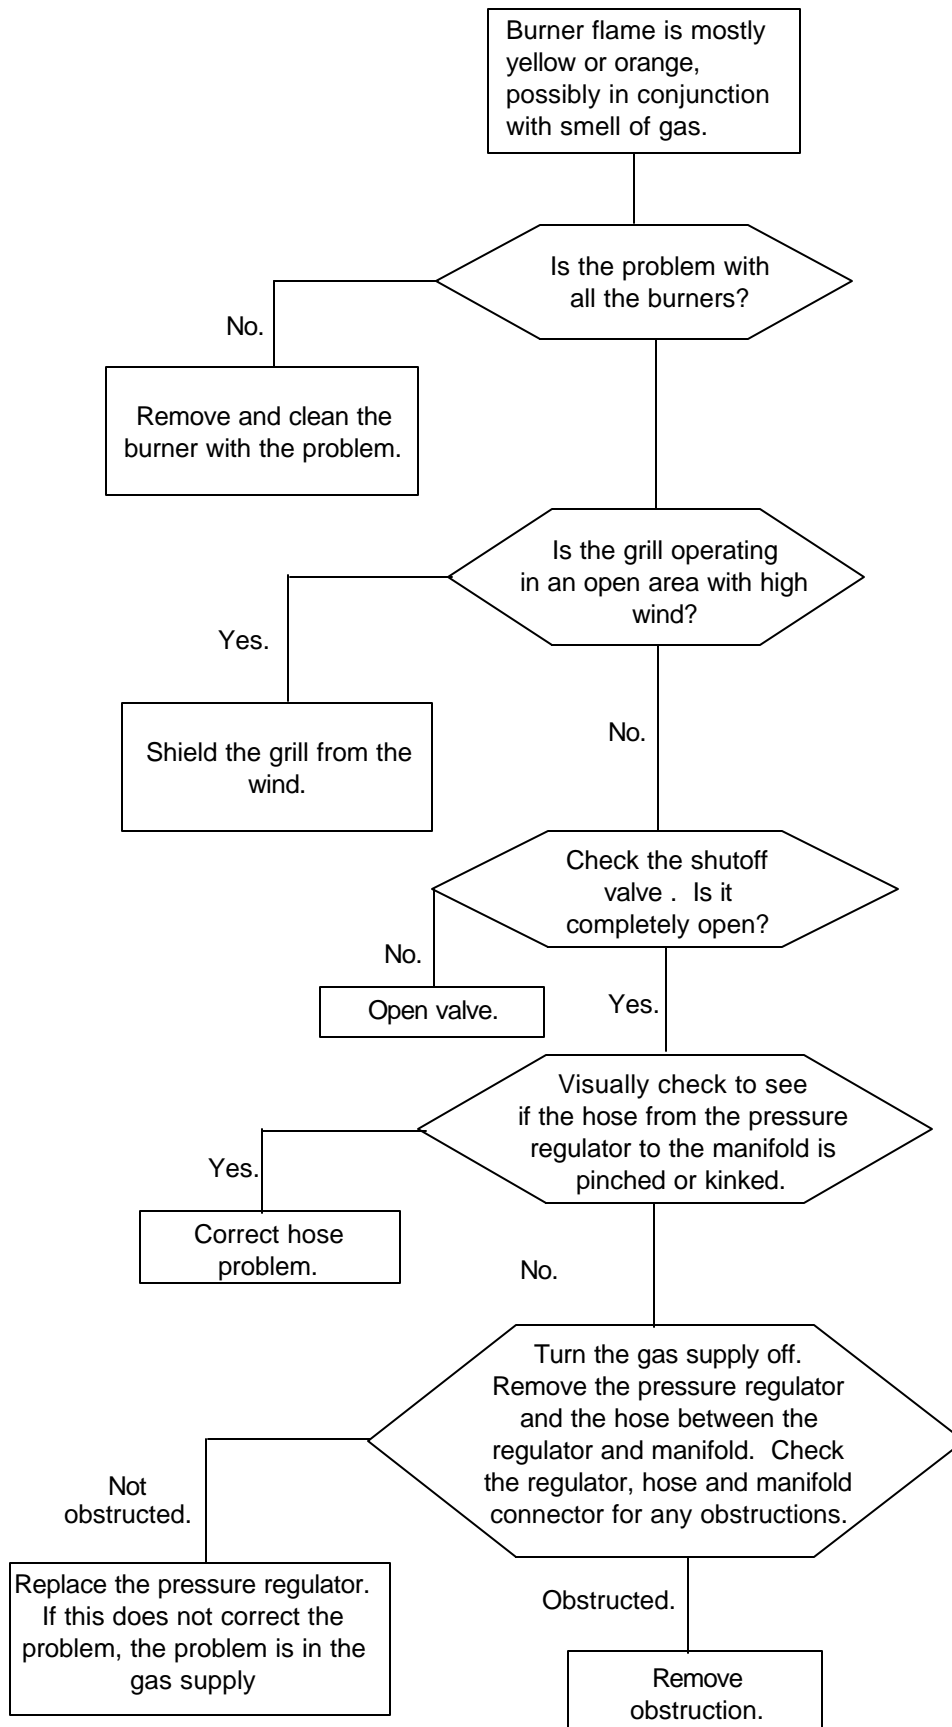 Burner flame is mostly
yellow or orange,
possibly in conjunction
with smell of gas.
Is the problem with
all the burners?
No.
Remove and clean the
burner with the problem.
Is the grill operating
in an open area with high
wind?
Yes.
Shield the grill from the
wind.
No.
Check the shutoff
valve . Is it
completely open?
No.
Open valve.
Yes.
Visually check to see
if the hose from the pressure
regulator to the manifold is
pinched or kinked.
Yes.
Correct hose
problem.
No.
Turn the gas supply off.
Remove the pressure regulator
and the hose between the
regulator and manifold. Check
the regulator, hose and manifold
connector for any obstructions.
Not
obstructed.
Replace the pressure regulator.
If this does not correct the
problem, the problem is in the
gas supply
Obstructed.
Remove
obstruction.